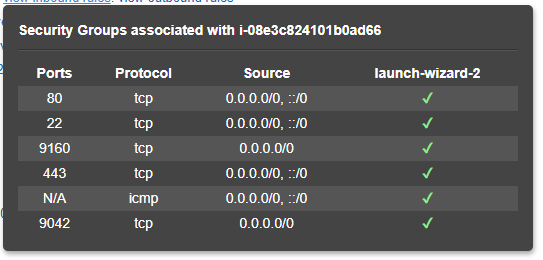 view inbound rules. view outbound rules
Security Groups associated with i-08e3c824101b0ad66
Ports Protocol Source launch-wizard-2
80 tcp 0.0.0.0/0, ::/0 ✓
22 tcp 0.0.0.0/0, ::/0 ✓
9160 tcp 0.0.0.0/0 ✓
443 tcp 0.0.0.0/0, ::/0 ✓
N/A icmp 0.0.0.0/0, ::/0 ✓
9042 tcp 0.0.0.0/0 ✓